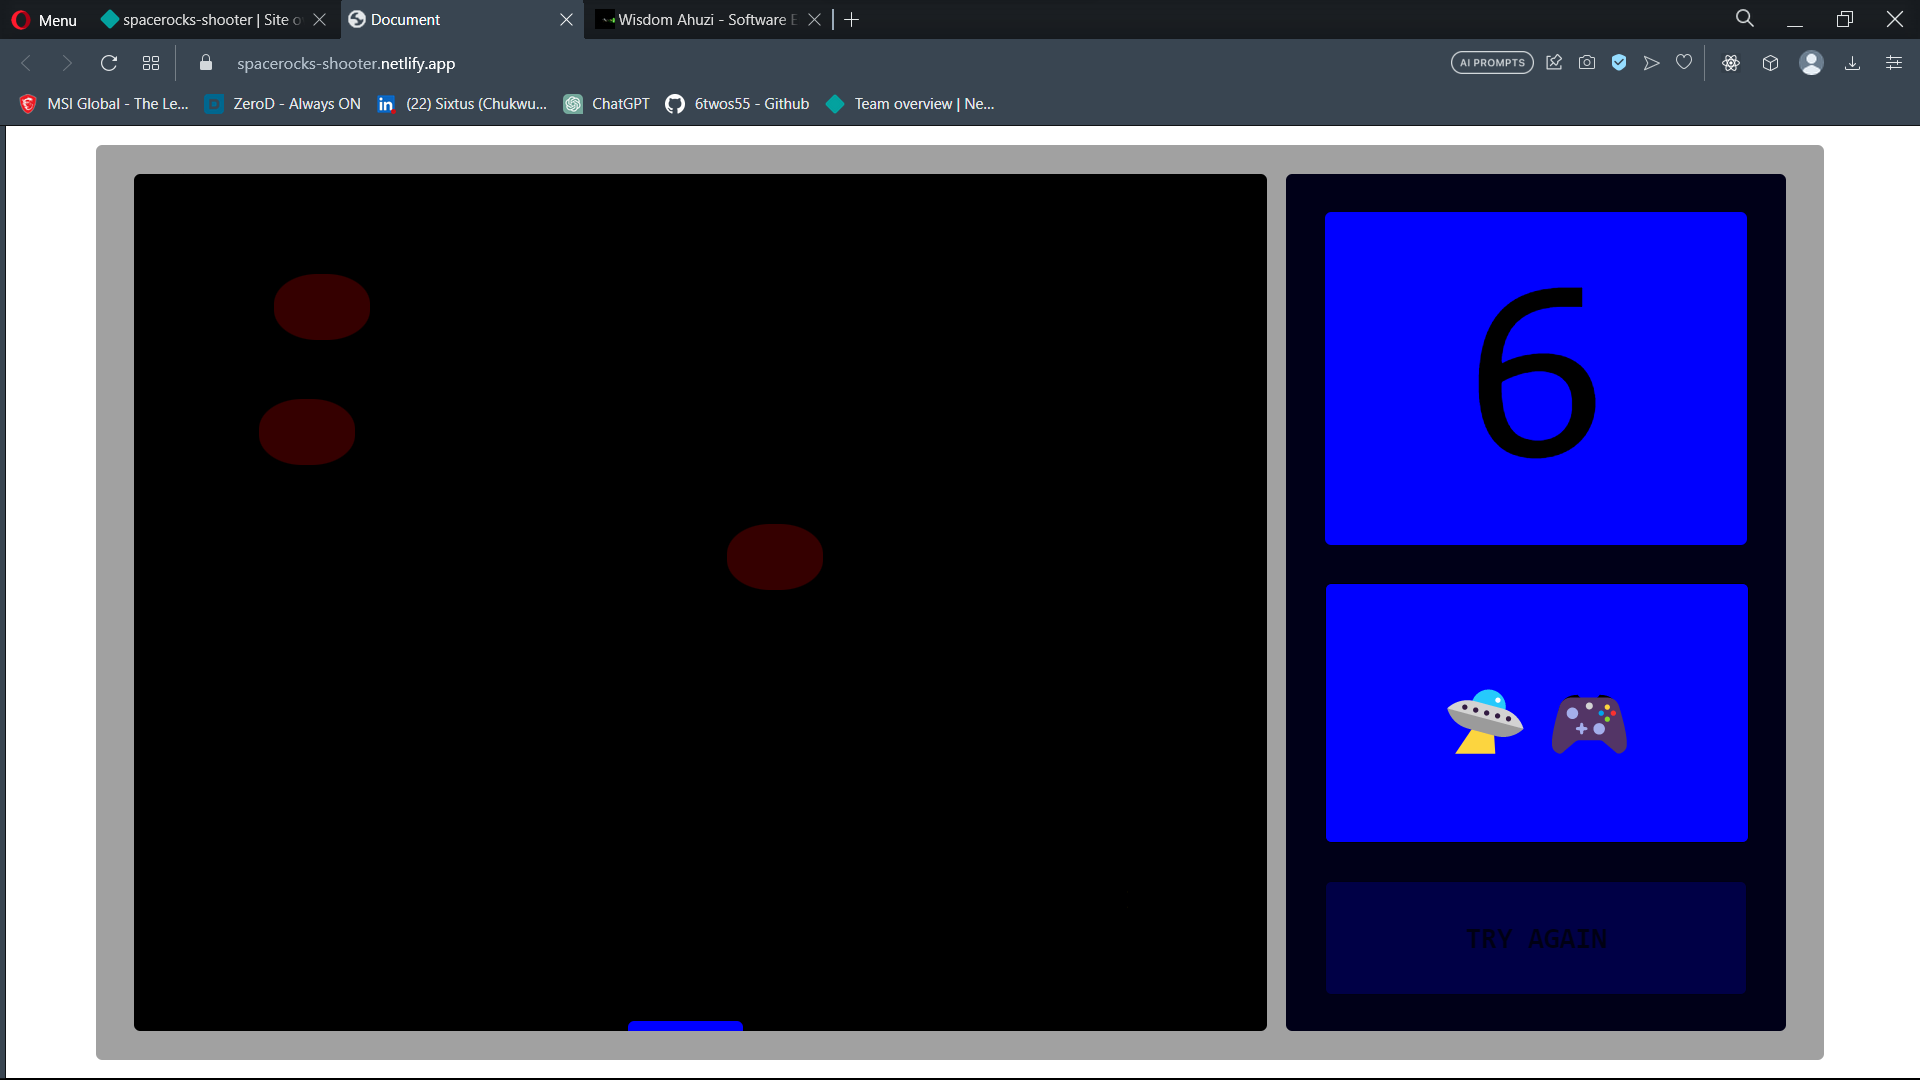 Menu
spacerocks-shooter | Site o
Document
Wisdom Ahuzi - Software E
spacerocks-shooter.netlify.app
AI PROMPTS
MSI Global - The Le...
ZeroD - Always ON
(22) Sixtus (Chukwu...
ChatGPT
6twos55 - Github
Team overview | Ne...
6
TRY AGAIN